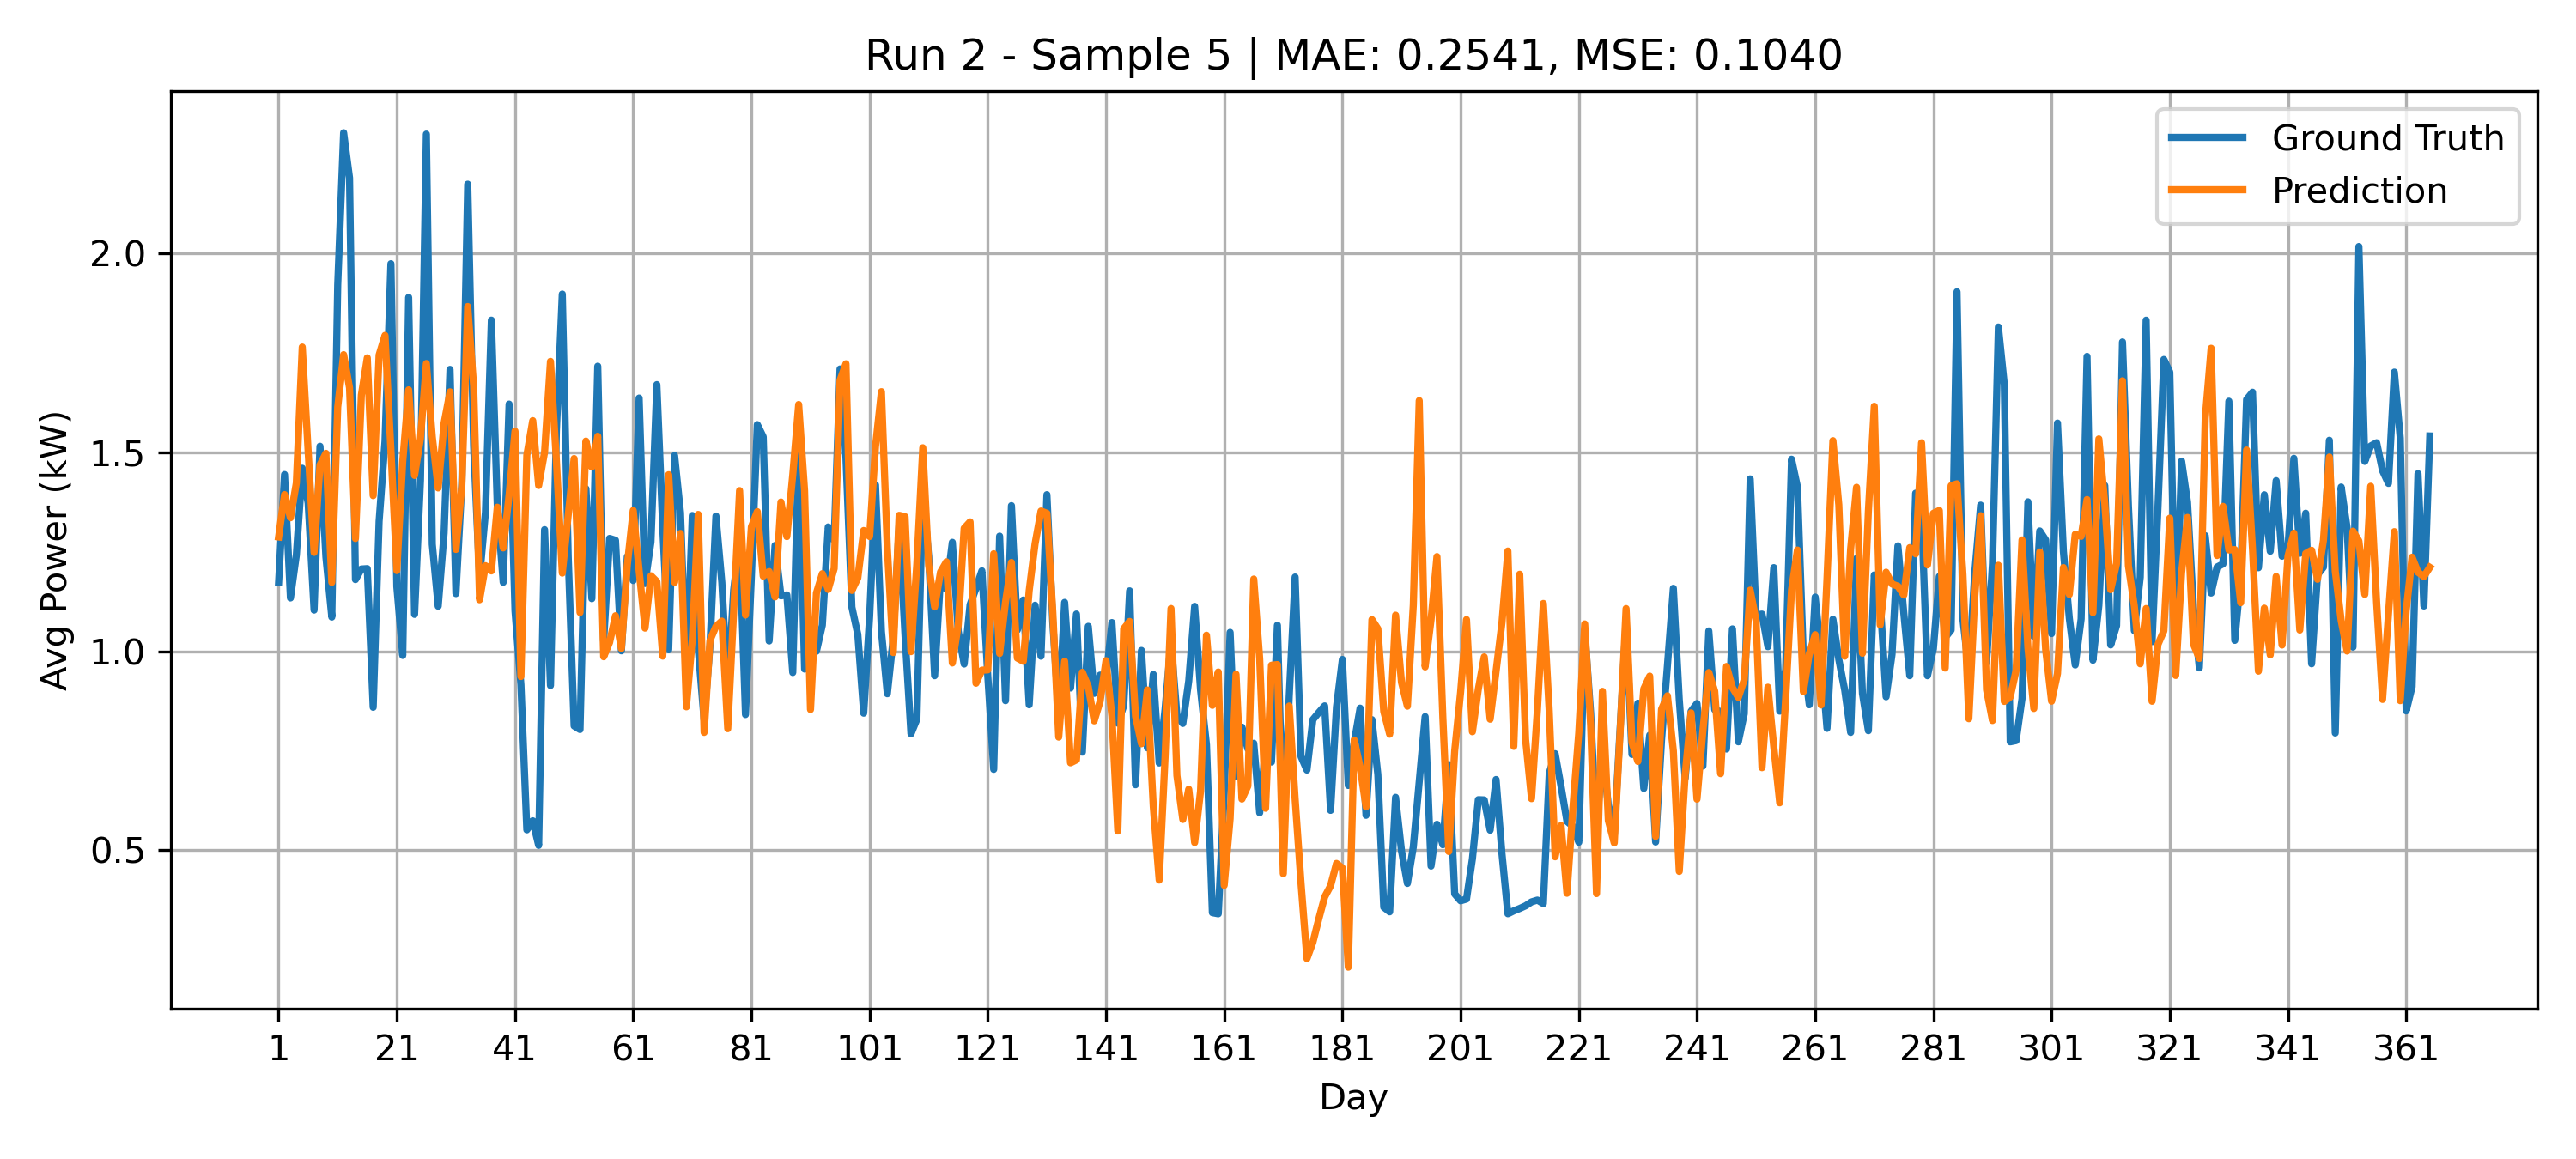 Run 2 - Sample 5 | MAE: 0.2541, MSE: 0.1040
Ground Truth
Prediction
Avg Power (kW)
2.0
1.5
1.0
0.5
1 21 41 61 81 101 121 141 161 181 201 221 241 261 281 301 321 341 361
Day